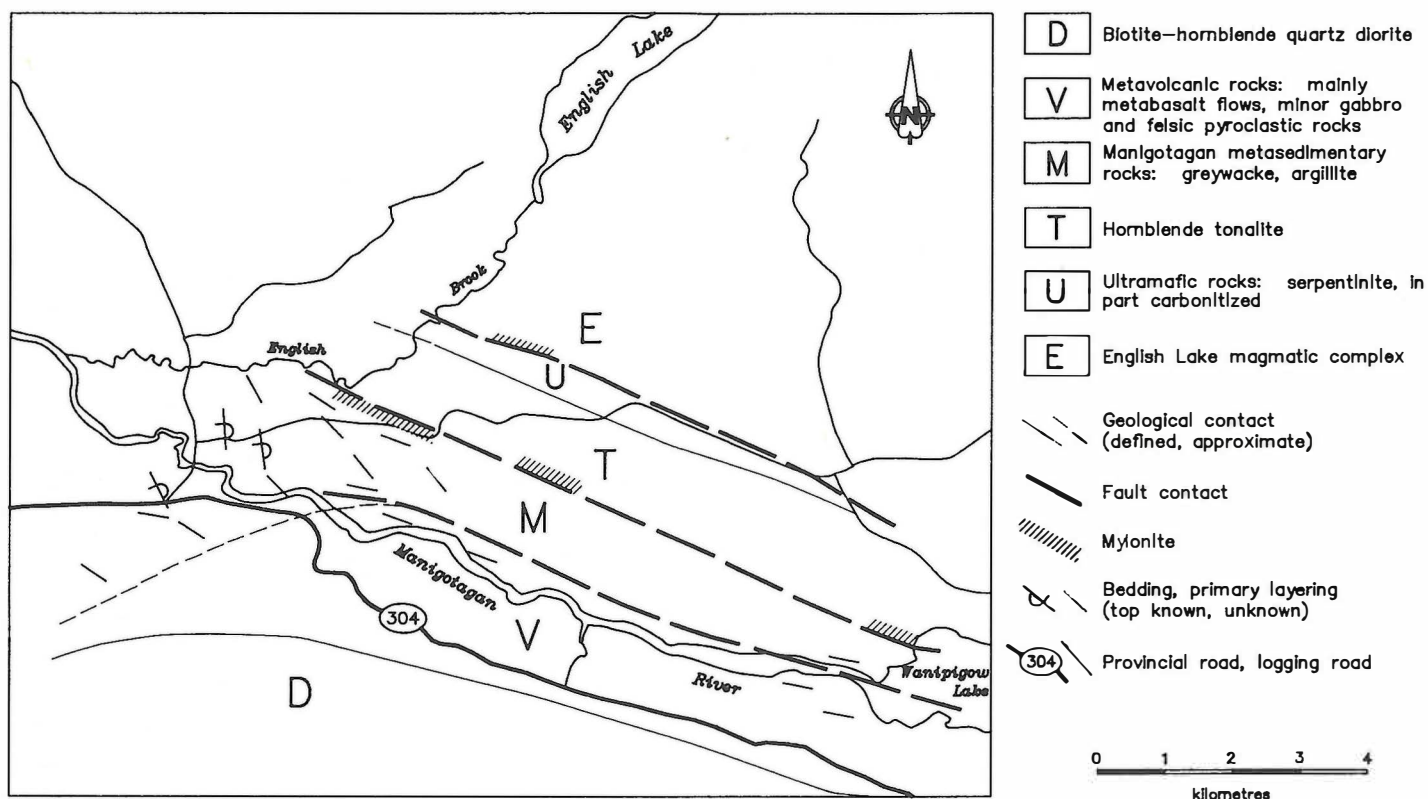 English
Lake
N
Brook
English
E
U
T
M
Manigotagan
304
V
River
Wanipigow
Lake
D
D Biotite-hornblende quartz diorite
V Metavolcanic rocks: mainly
metabasalt flows, minor gabbro
and felsic pyroclastic rocks
M Manigotagan metasedimentary
rocks: greywacke, argillite
T Hornblende tonalite
U Ultramafic rocks: serpentinite, in
part carbonitized
E English Lake magmatic complex
Geological contact
(defined, approximate)
Fault contact
Mylonite
Bedding, primary layering
(top known, unknown)
304 Provincial road, logging road
0 1 2 3 4
kilometres